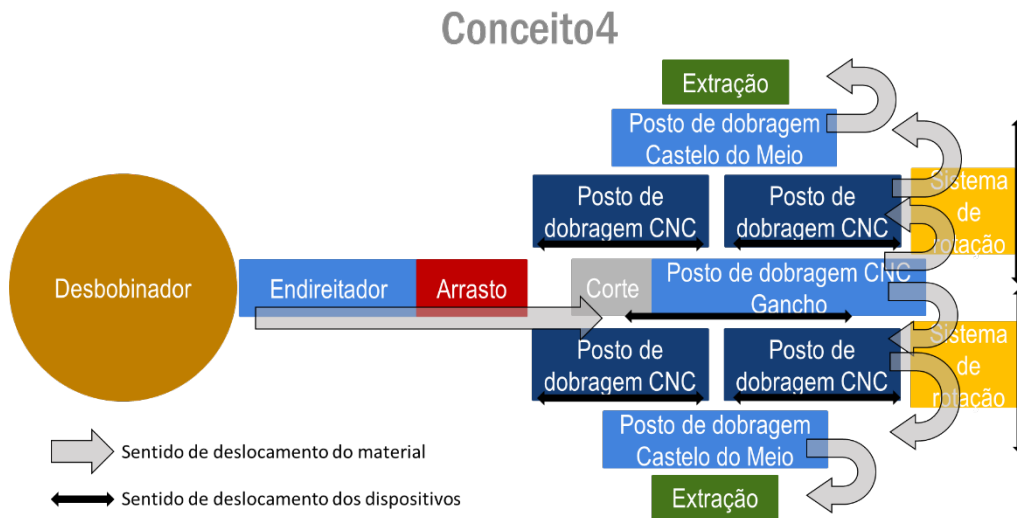 Conceito4
Extração
Posto de dobragem
Castelo do Meio
Posto de
dobragem CNC
Posto de
dobragem CNC
Sistema
de
rotação
Desbobinador
Endireitador
Arrasto
Corte
Posto de dobragem CNC
Gancho
Posto de
dobragem CNC
Posto de
dobragem CNC
Sistema
de
rotação
Posto de dobragem
Castelo do Meio
Extração
Sentido de deslocamento do material
Sentido de deslocamento dos dispositivos